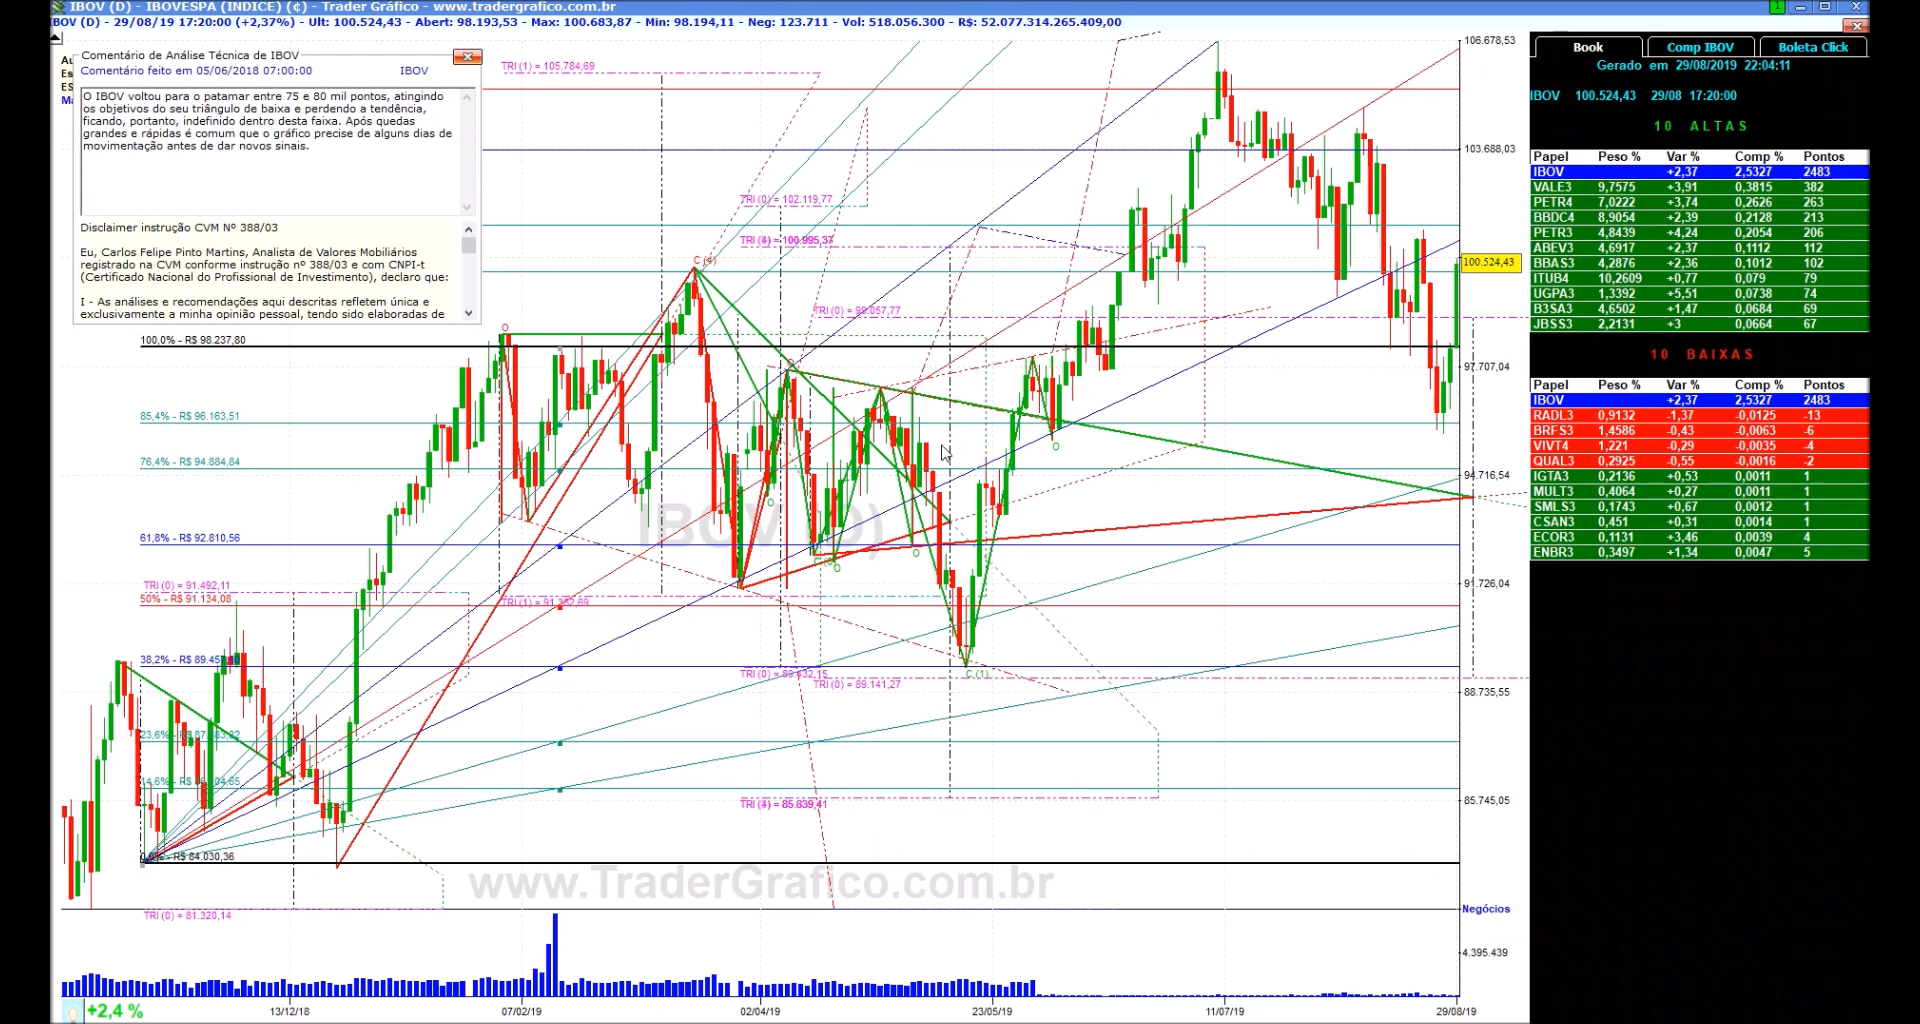 IBOV (D) - IBOVESPA (INDICE) (¢) - Trader Gráfico - www.tradergrafico.com.br
1
IBOV (D) - 29/08/19 17:20:00 (+2,37%) - Ult: 100.524,43 - Abert: 98.193,53 - Max: 100.683,87 - Min: 98.194,11 - Neg: 123.711 - Vol: 518.056.300 - R$: 52.077.314.265.409,00
Comentário de Análise Técnica de IBOV
Comentário feito em 05/06/2018 07:00:00 IBOV
O IBOV voltou para o patamar entre 75 e 80 mil pontos, atingindo
os objetivos do seu triângulo de baixa e perdendo a tendência,
ficando, portanto, indefinido dentro desta faixa. Após quedas
grandes e rápidas é comum que o gráfico precise de alguns dias de
movimentação antes de dar novos sinais.
Disclaimer instrução CVM Nº 388/03
Eu, Carlos Felipe Pinto Martins, Analista de Valores Mobiliários
registrado na CVM conforme instrução nº 388/03 e com CNPI-t
(Certificado Nacional do Profissional de Investimento), declaro que:
I - As análises e recomendações aqui descritas refletem única e
exclusivamente a minha opinião pessoal, tendo sido elaboradas de
TRI (1) = 105.784,69
TRI (0) = 102.119,77
TRI (4) = 100.995,37
C (4)
TRI (0) = 99.057,77
O
100,0% - R$ 98.237,80
O
85,4% - R$ 96.163,51
O
76,4% - R$ 94.884,84
O
IBOV (D)
61,8% - R$ 92.810,56
O
O
TRI (0) = 91.492,11
50% - R$ 91.134,08
38,2% - R$ 89.457
TRI (0) = 89.432,15
C (1)
TRI (0) = 89.141,27
TRI (4) = 85.839,41
R$ 84.030,36
www.TraderGrafico.com.br
TRI (0) = 81.320,14
106.678,53
103.688,03
100.524,43
97.707,04
94.716,54
91.726,04
88.735,55
85.745,05
Negócios
4.395.439
+2,4 %
13/12/18 07/02/19 02/04/19 23/05/19 11/07/19 29/08/19
Book Comp IBOV Boleta Click
Gerado em 29/08/2019 22:04:11
IBOV 100.524,43 29/08 17:20:00
10 ALTAS
Papel Peso % Var % Comp % Pontos
IBOV +2,37 2,5327 2483
VALE3 9,7575 +3,91 0,3815 382
PETR4 7,0222 +3,74 0,2626 263
BBDC4 8,9054 +2,39 0,2128 213
PETR3 4,8439 +4,24 0,2054 206
ABEV3 4,6917 +2,37 0,1112 112
BBAS3 4,2876 +2,36 0,1012 102
ITUB4 10,2609 +0,77 0,079 79
UGPA3 1,3392 +5,51 0,0738 74
B3SA3 4,6502 +1,47 0,0684 69
JBSS3 2,2131 +3 0,0664 67
10 BAIXAS
Papel Peso % Var % Comp % Pontos
IBOV +2,37 2,5327 2483
RADL3 0,9132 -1,37 -0,0125 -13
BRFS3 1,4586 -0,43 -0,0063 -6
VIVT4 1,221 -0,29 -0,0035 -4
QUAL3 0,2925 -0,55 -0,0016 -2
IGTA3 0,2136 +0,53 0,0011 1
MULT3 0,4064 +0,27 0,0011 1
SMLS3 0,1743 +0,67 0,0012 1
CSAN3 0,451 +0,31 0,0014 1
ECOR3 0,1131 +3,46 0,0039 4
ENBR3 0,3497 +1,34 0,0047 5